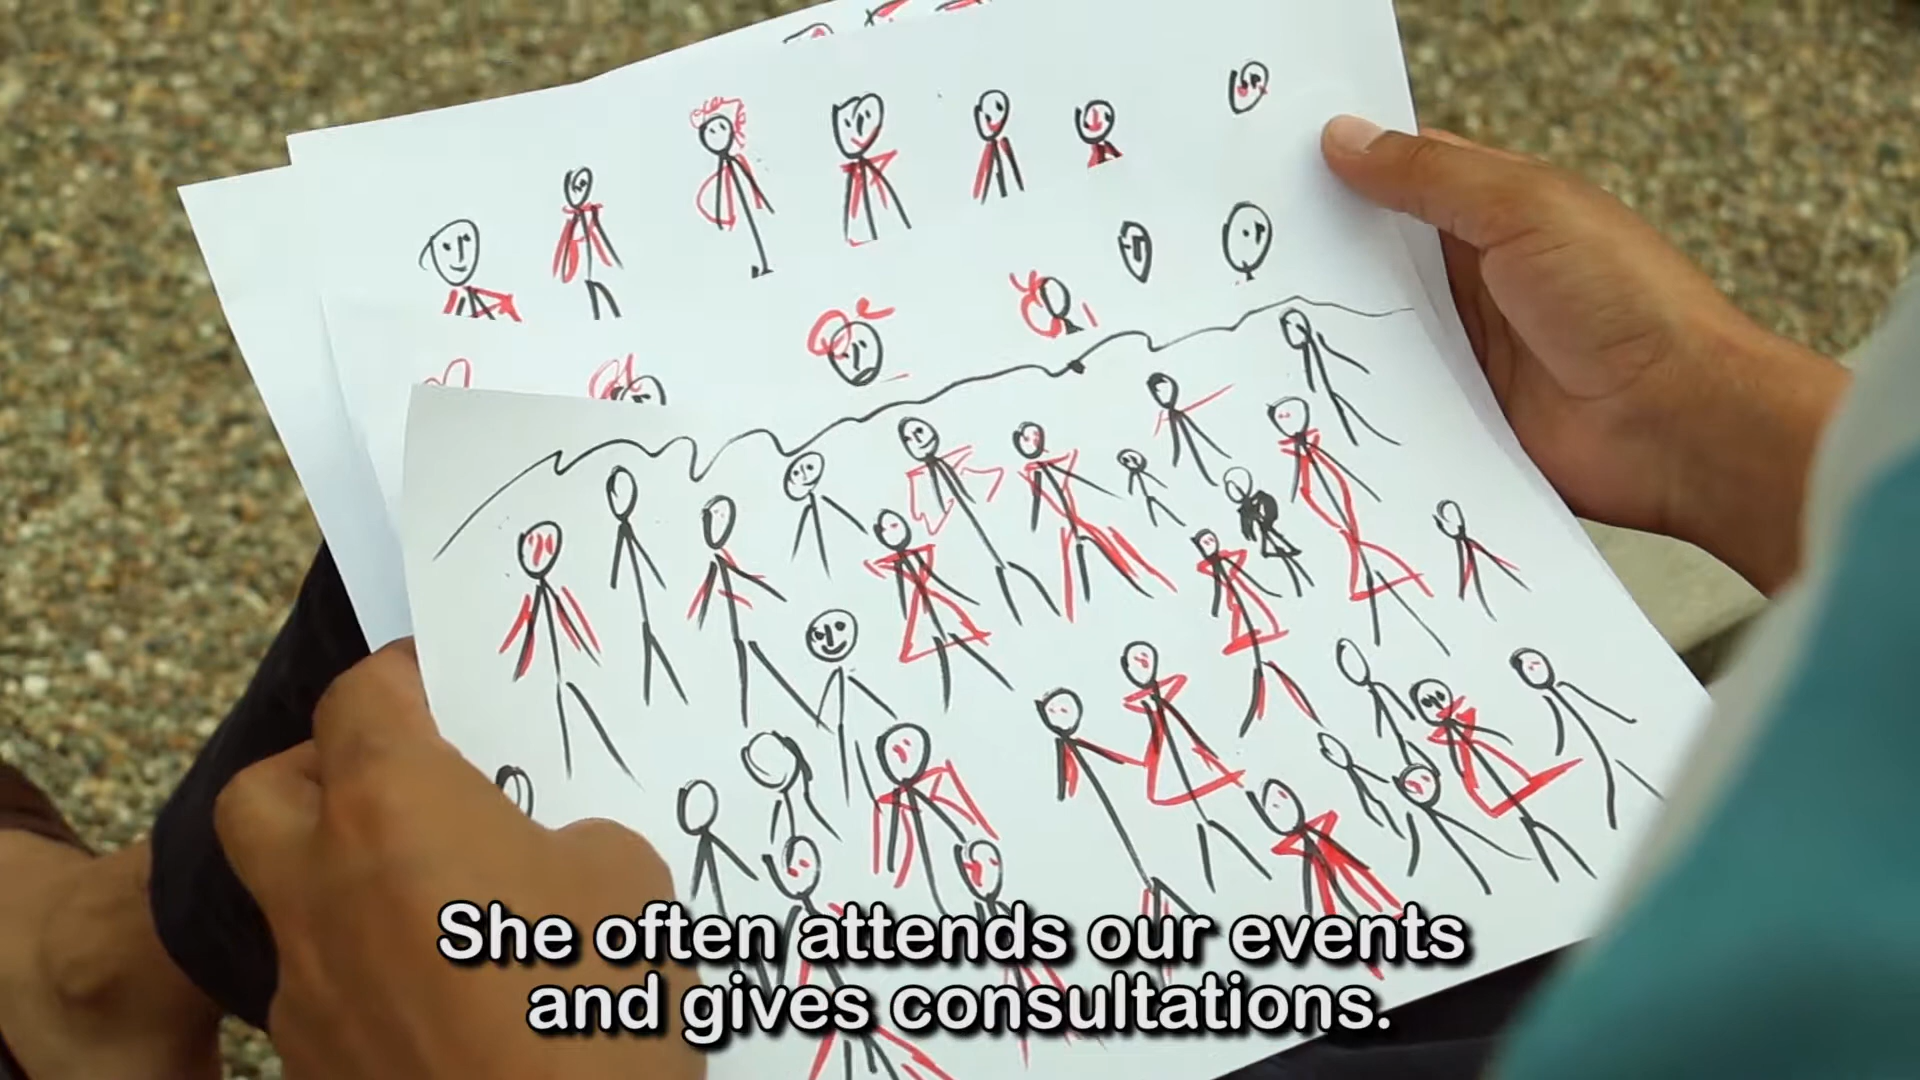 She often attends our events
and gives consultations.